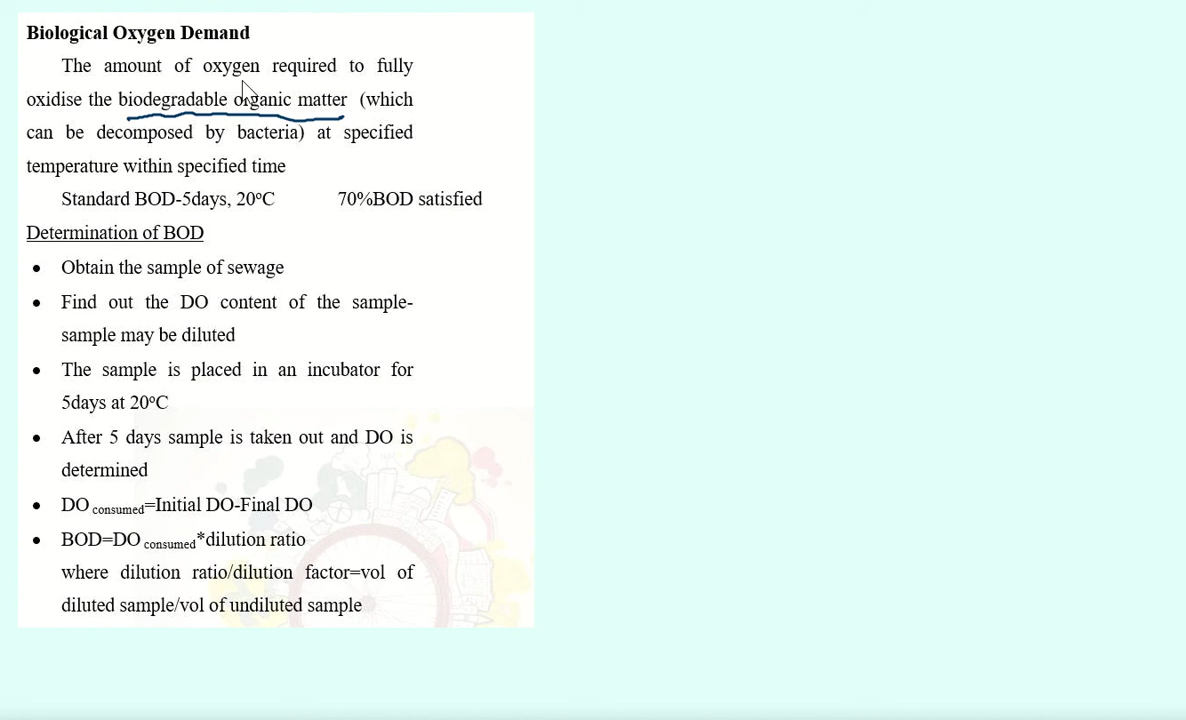 Biological Oxygen Demand
The amount of oxygen required to fully
oxidise the biodegradable organic matter (which
can be decomposed by bacteria) at specified
temperature within specified time
Standard BOD-5days, 20°C 70%BOD satisfied
Determination of BOD
• Obtain the sample of sewage
• Find out the DO content of the sample-
sample may be diluted
• The sample is placed in an incubator for
5days at 20°C
• After 5 days sample is taken out and DO is
determined
• DO consumed=Initial DO-Final DO
• BOD=DO consumed*dilution ratio
where dilution ratio/dilution factor=vol of
diluted sample/vol of undiluted sample